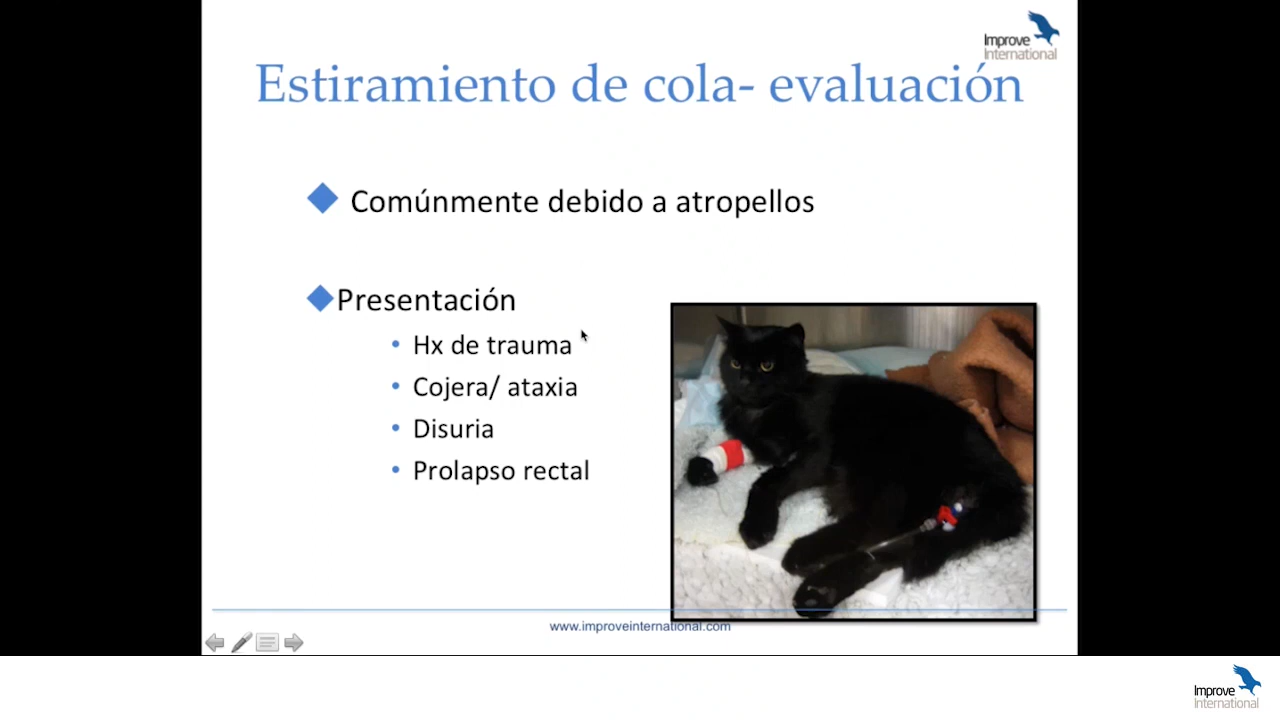 Improve
International
Estiramiento de cola- evaluación
Comúnmente debido a atropellos
Presentación
Hx de trauma
Cojera/ ataxia
Disuria
Prolapso rectal
www.improveinternational.com
Improve
International